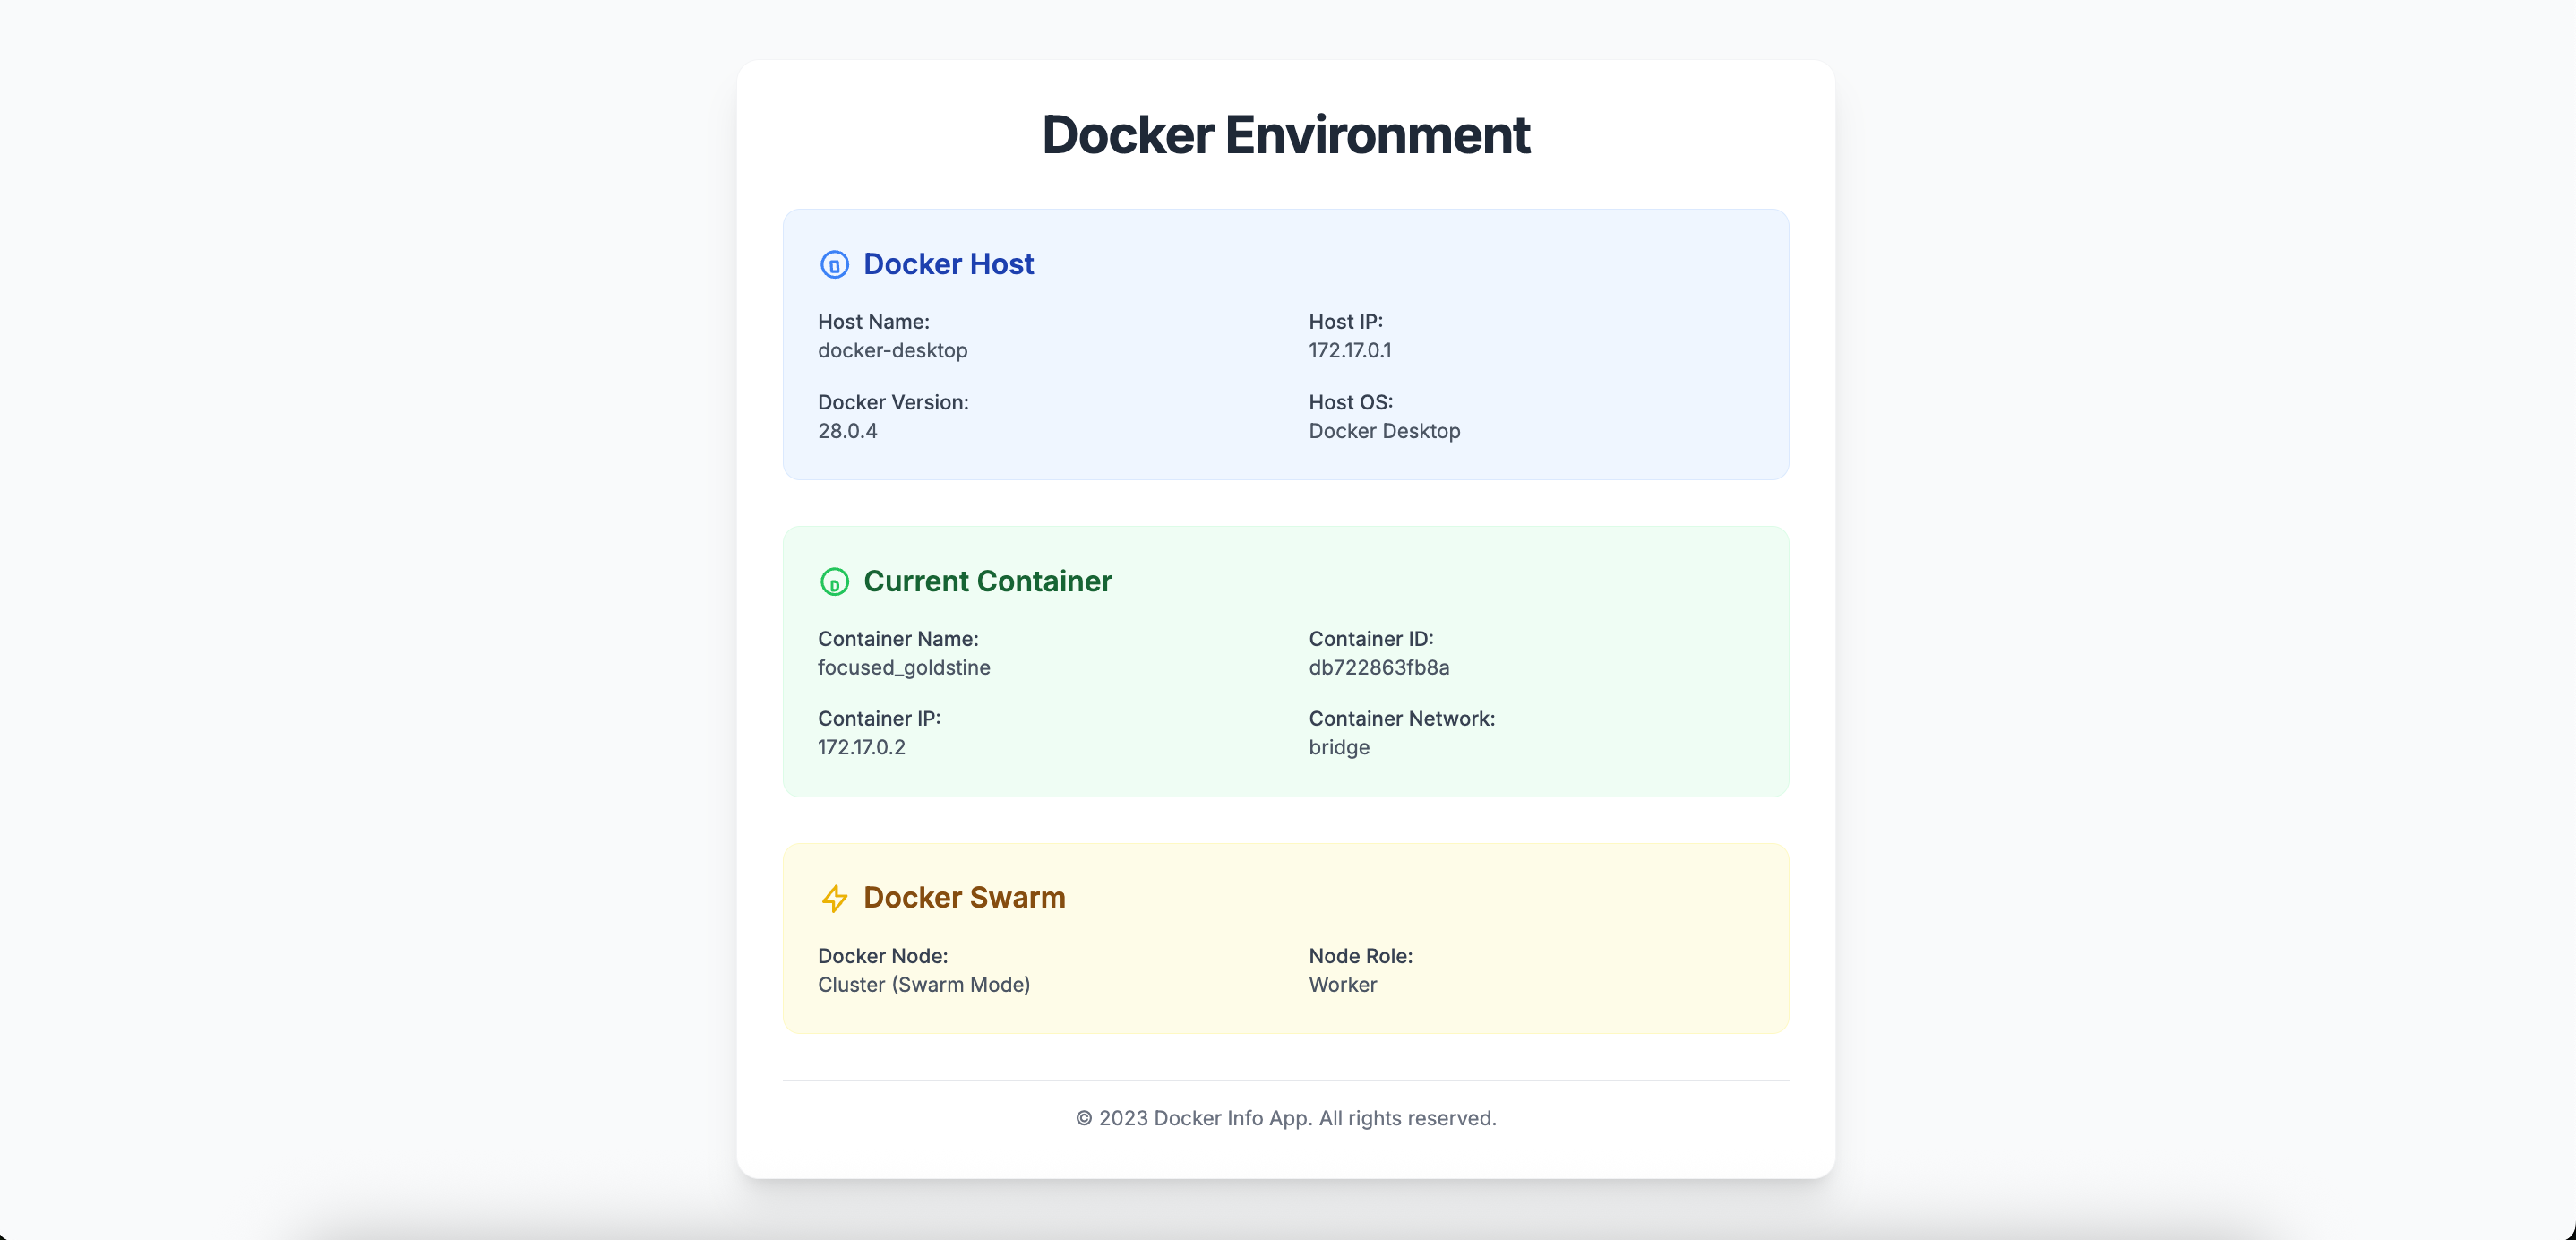 Docker Environment
Docker Host
Host Name:
docker-desktop
Host IP:
172.17.0.1
Docker Version:
28.0.4
Host OS:
Docker Desktop
Current Container
Container Name:
focused_goldstine
Container ID:
db722863fb8a
Container IP:
172.17.0.2
Container Network:
bridge
Docker Swarm
Docker Node:
Cluster (Swarm Mode)
Node Role:
Worker
© 2023 Docker Info App. All rights reserved.